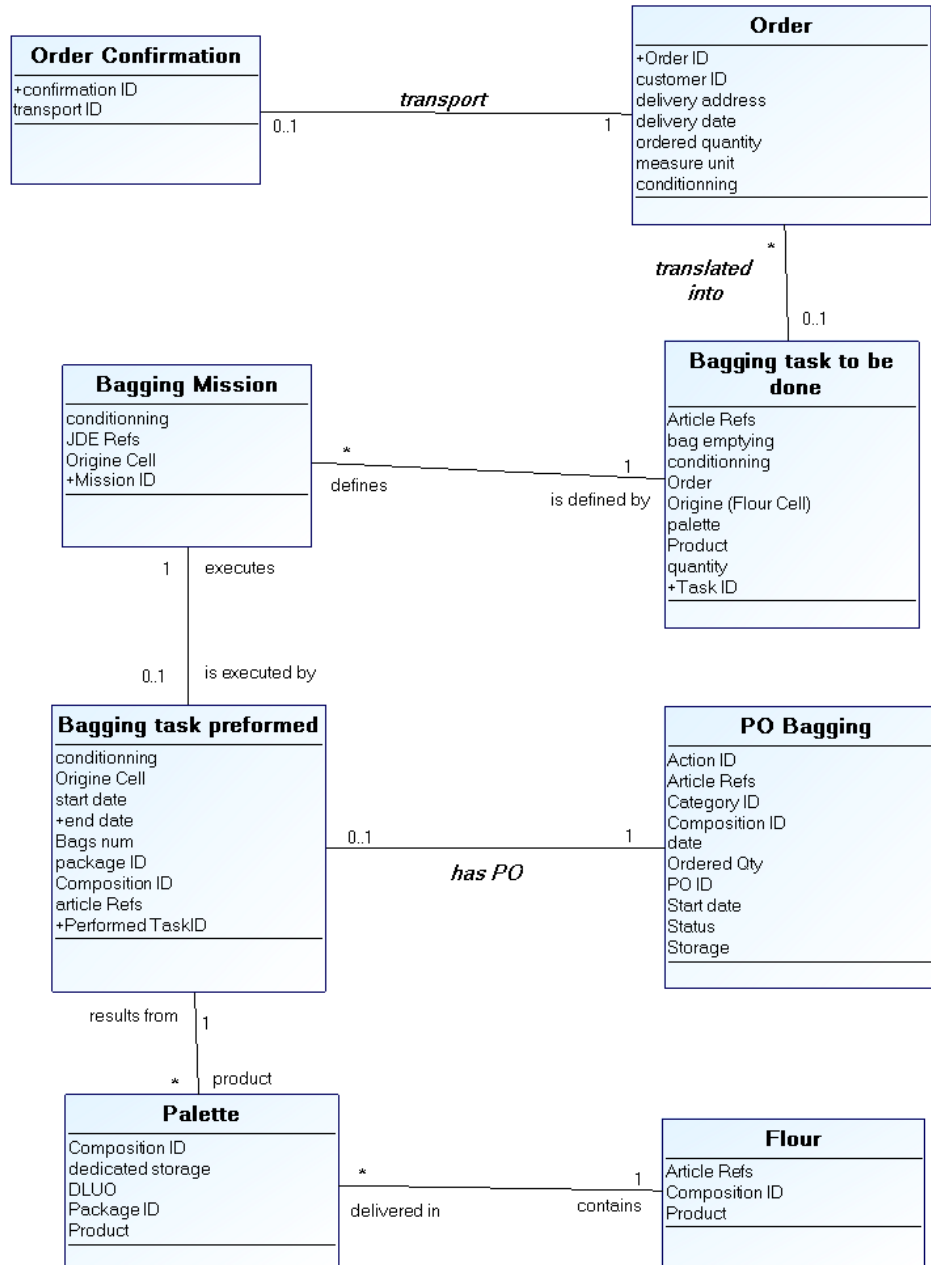 Order Confirmation
+confirmation ID
transport ID
transport
0..1
1
Order
+Order ID
customer ID
delivery address
delivery date
ordered quantity
measure unit
conditionning
*
translated
into
0..1
Bagging Mission
conditionning
JDE Refs
Origine Cell
+Mission ID
*
defines
1
is defined by
Bagging task to be
done
Article Refs
bag emptying
conditionning
Order
Origine (Flour Cell)
palette
Product
quantity
+Task ID
1
executes
0..1
is executed by
Bagging task preformed
conditionning
Origine Cell
start date
+end date
Bags num
package ID
Composition ID
article Refs
+Performed TaskID
0..1
1
has PO
PO Bagging
Action ID
Article Refs
Category ID
Composition ID
date
Ordered Qty
PO ID
Start date
Status
Storage
results from
1
*
product
Palette
Composition ID
dedicated storage
DLUO
Package ID
Product
*
delivered in
1
contains
Flour
Article Refs
Composition ID
Product